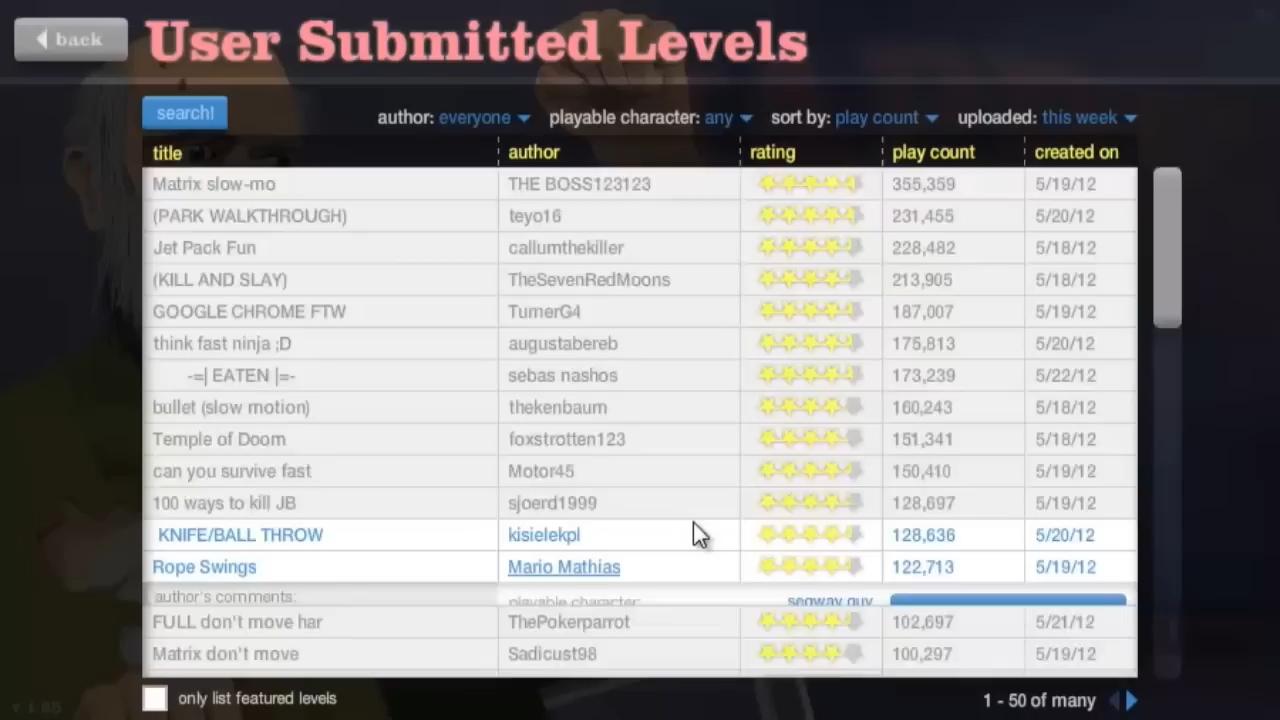 back
User Submitted Levels
search!
author: everyone playable character: any sort by: play count uploaded: this week
title author rating play count created on
Matrix slow-mo THE BOSS123123 355,359 5/19/12
(PARK WALKTHROUGH) teyo16 231,455 5/20/12
Jet Pack Fun callumthekiller 228,482 5/18/12
(KILL AND SLAY) TheSevenRedMoons 213,905 5/18/12
GOOGLE CHROME FTW TurnerG4 187,007 5/19/12
think fast ninja ;D augustabereb 175,813 5/20/12
-=| EATEN |=- sebas nashos 173,239 5/22/12
bullet (slow motion) thekenbaum 160,243 5/18/12
Temple of Doom foxstrotten123 151,341 5/18/12
can you survive fast Motor45 150,410 5/19/12
100 ways to kill JB sjoerd1999 128,697 5/19/12
KNIFE/BALL THROW kisielekpl 128,636 5/20/12
Rope Swings Mario Mathias 122,713 5/19/12
author's comments: playable character: segway guy
FULL don't move har ThePokerparrot 102,697 5/21/12
Matrix don't move Sadicust98 100,297 5/19/12
only list featured levels 1 - 50 of many